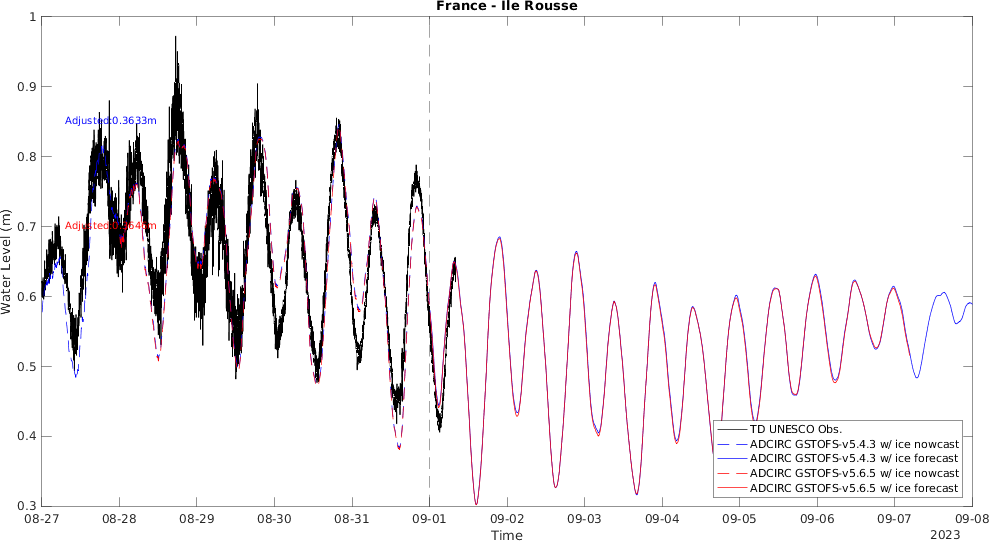 France - Ile Rousse
1
0.9
0.8
0.7
0.6
0.5
0.4
0.3
Water Level (m)
Adjusted:0.3633m
TD UNESCO Obs.
ADCIRC GSTOFS-v5.4.3 w/ ice nowcast
ADCIRC GSTOFS-v5.4.3 w/ ice forecast
ADCIRC GSTOFS-v5.6.5 w/ ice nowcast
ADCIRC GSTOFS-v5.6.5 w/ ice forecast
08-27 08-28 08-29 08-30 08-31 09-01 09-02 09-03 09-04 09-05 09-06 09-07 09-08
Time
2023